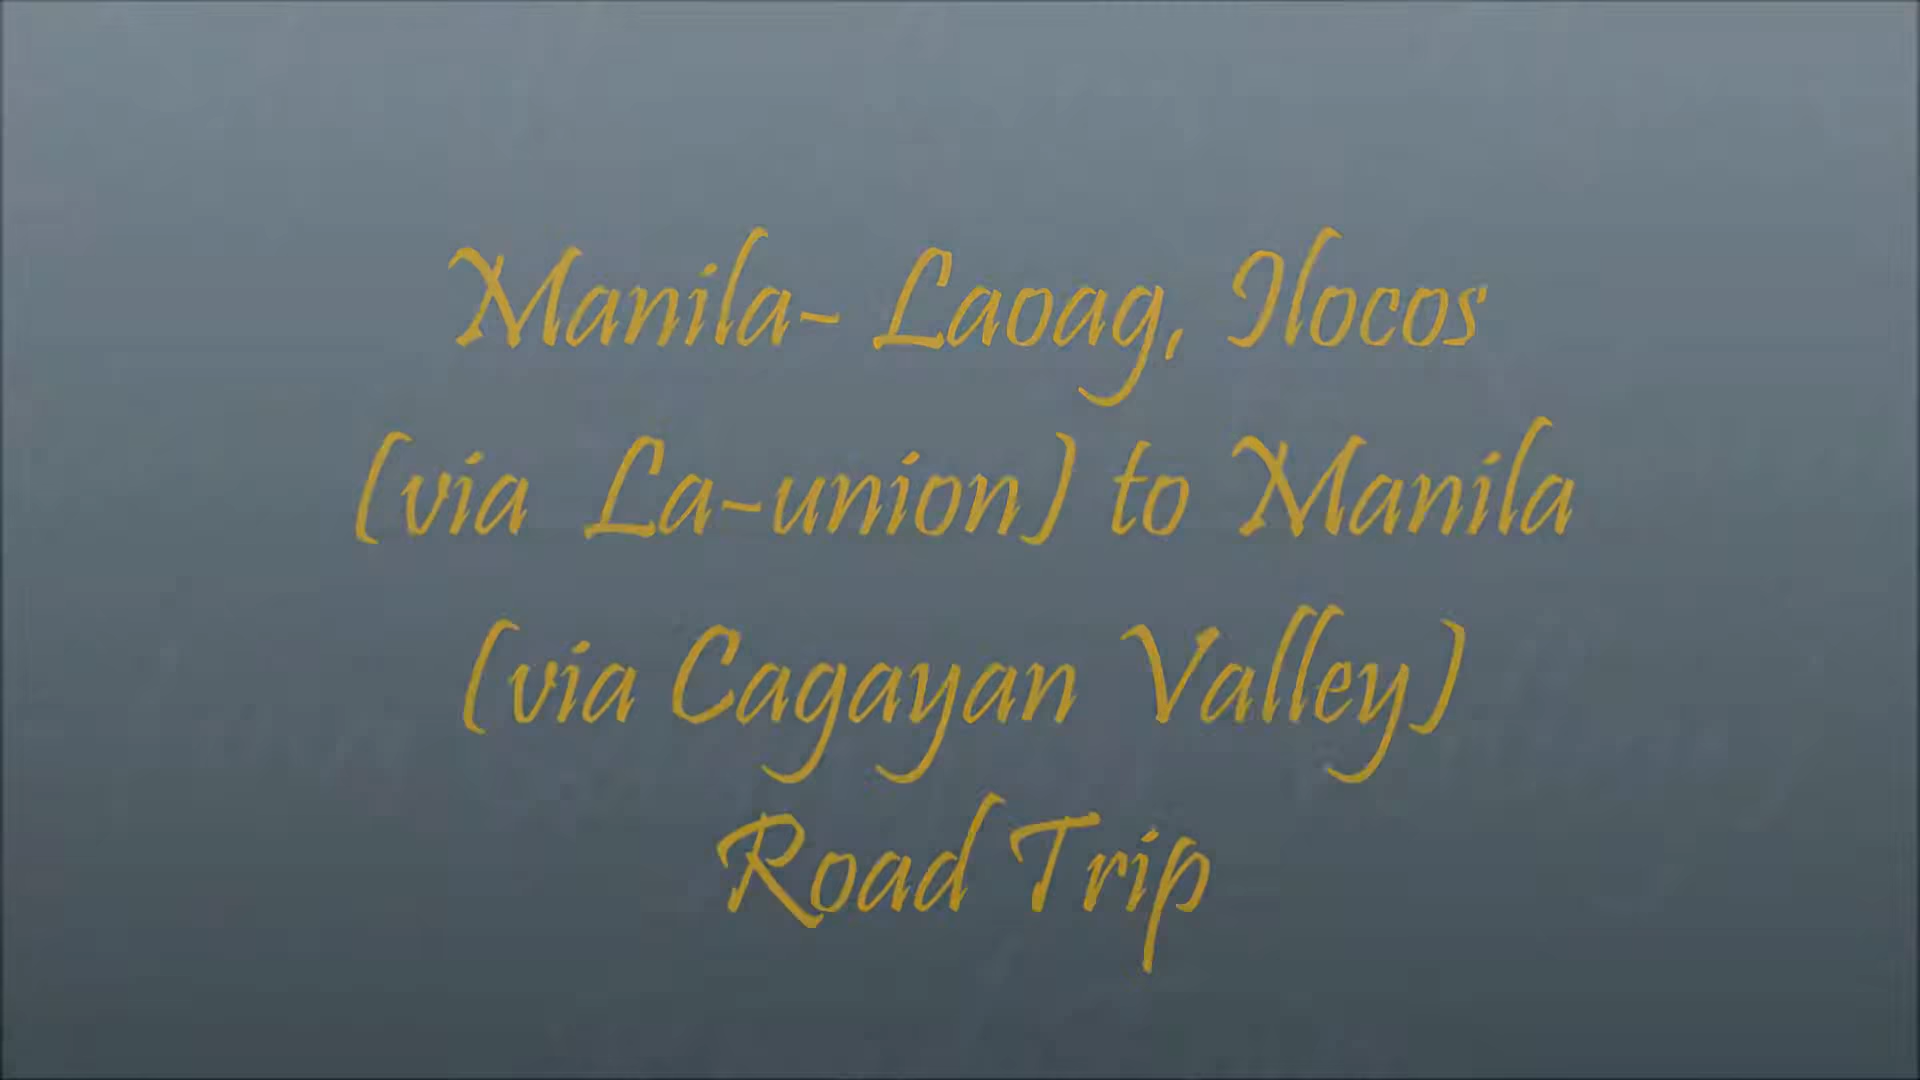 Manila- Laoag, Ilocos
(via La-union) to Manila
(via Cagayan Valley)
Road Trip